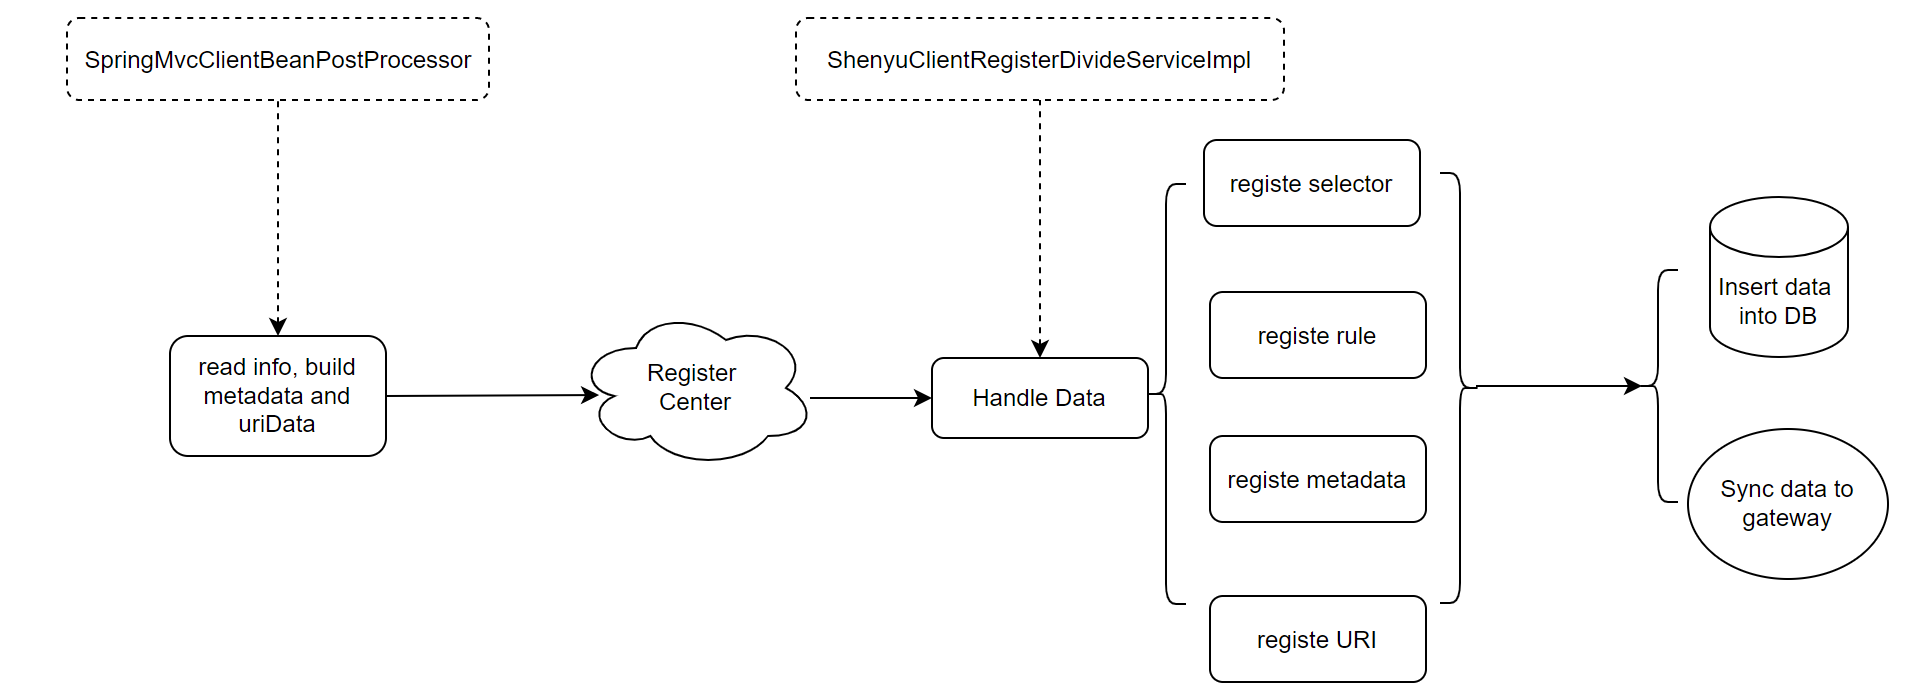 SpringMvcClientBeanPostProcessor
ShenyuClientRegisterDivideServiceImpl
read info, build
metadata and
uriData
Register
Center
Handle Data
registe selector
registe rule
registe metadata
registe URI
Insert data
into DB
Sync data to
gateway